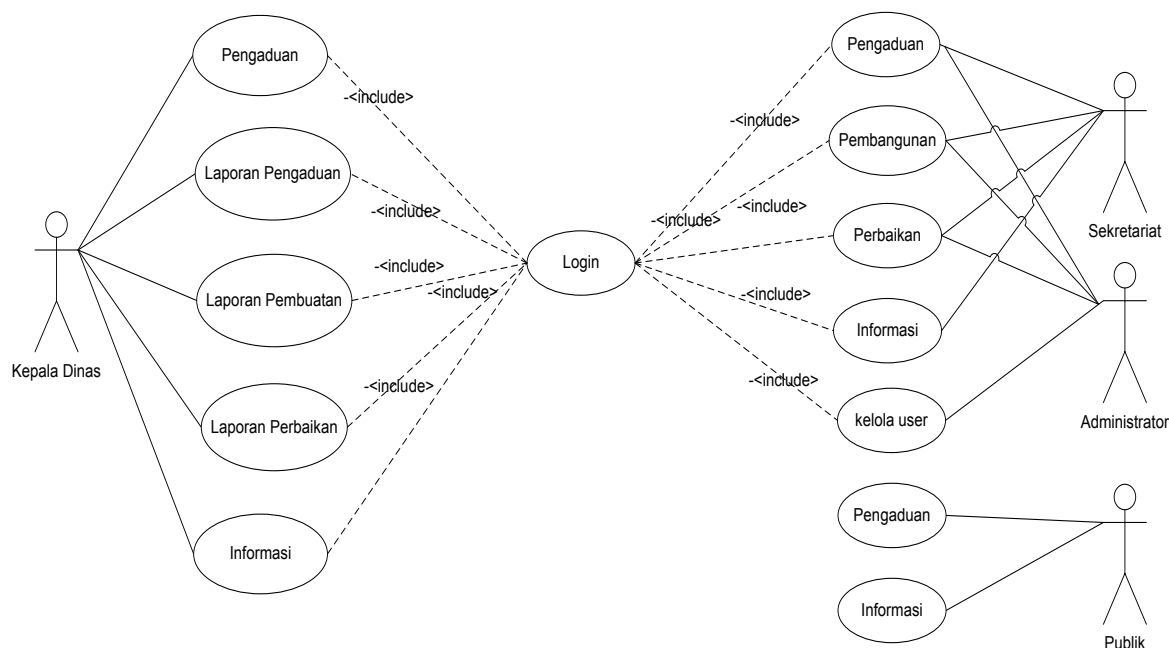 Pengaduan
-<include>
Laporan Pengaduan
-<include>
Laporan Pembuatan
-<include>
-<include>
Laporan Perbaikan
-<include>
Informasi
Kepala Dinas
Login
Pengaduan
-<include>
Pembangunan
-<include>
-<include>
Perbaikan
-<include>
Informasi
-<include>
kelola user
Sekretariat
Administrator
Pengaduan
Informasi
Publik